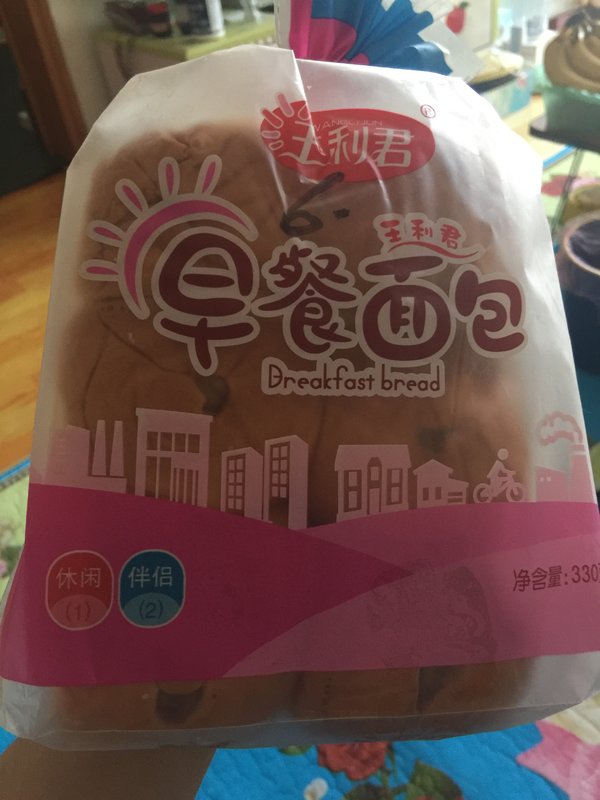 WANGLIJUN
王利君
®
6.
王利君
早餐面包
Breakfast bread
休闲
(1)
伴侣
(2)
净含量:330